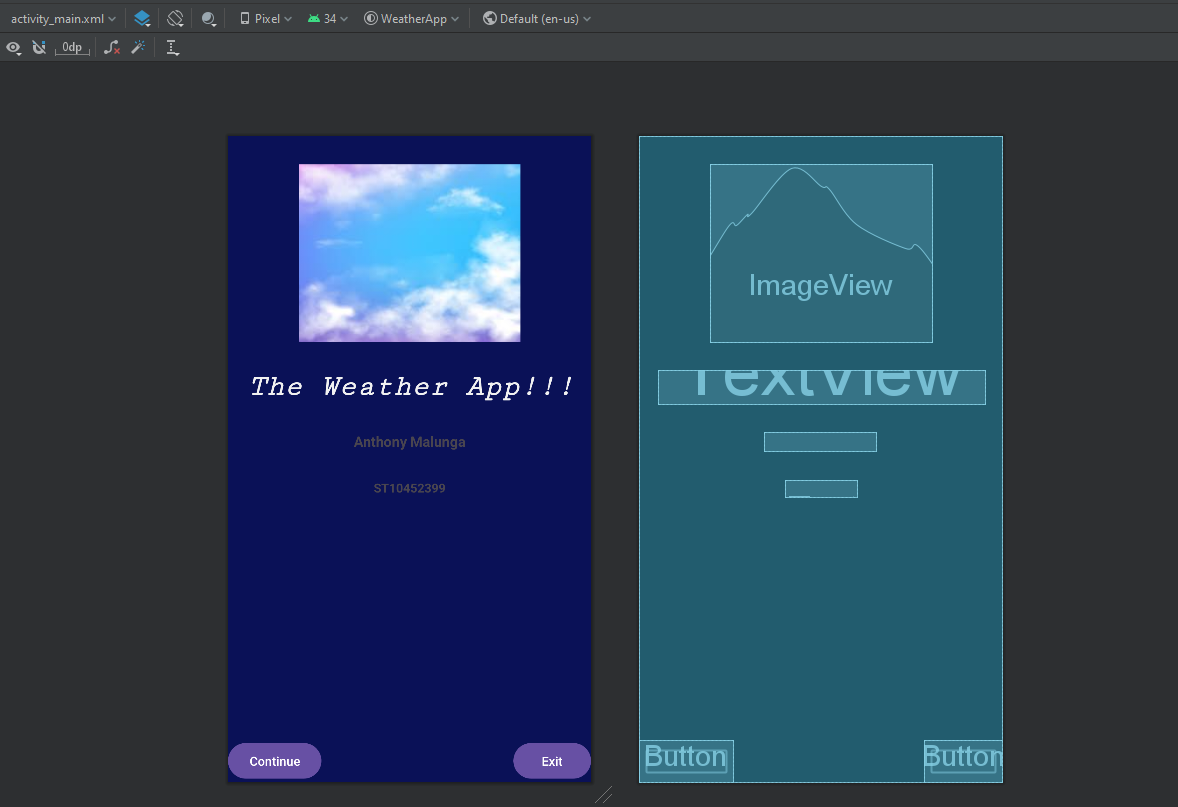 activity_main.xml Pixel 34 WeatherApp Default (en-us)
0dp
ImageView
The Weather App!!! TextView
Anthony Malunga
ST10452399
Continue Exit Button Button